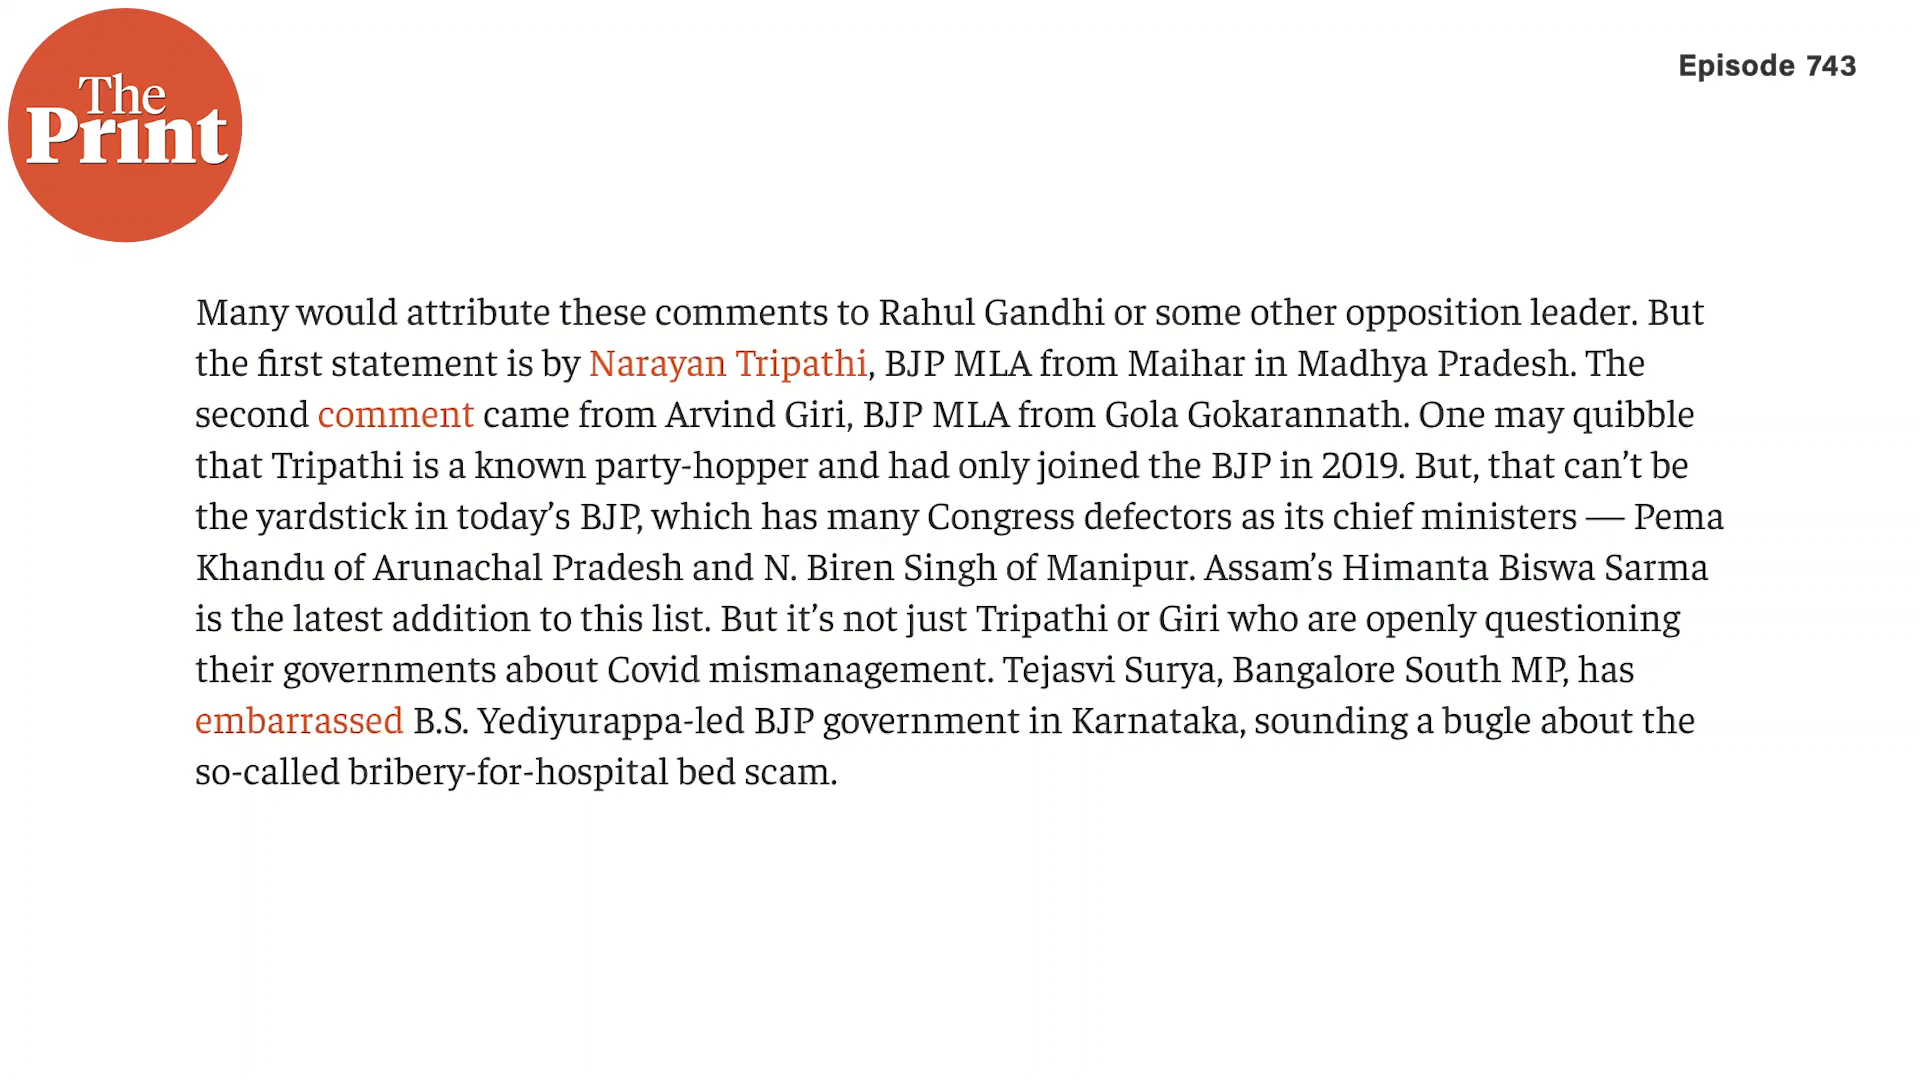 The
Print
Episode 743
Many would attribute these comments to Rahul Gandhi or some other opposition leader. But
the first statement is by Narayan Tripathi, BJP MLA from Maihar in Madhya Pradesh. The
second comment came from Arvind Giri, BJP MLA from Gola Gokarannath. One may quibble
that Tripathi is a known party-hopper and had only joined the BJP in 2019. But, that can’t be
the yardstick in today’s BJP, which has many Congress defectors as its chief ministers — Pema
Khandu of Arunachal Pradesh and N. Biren Singh of Manipur. Assam’s Himanta Biswa Sarma
is the latest addition to this list. But it’s not just Tripathi or Giri who are openly questioning
their governments about Covid mismanagement. Tejasvi Surya, Bangalore South MP, has
embarrassed B.S. Yediyurappa-led BJP government in Karnataka, sounding a bugle about the
so-called bribery-for-hospital bed scam.